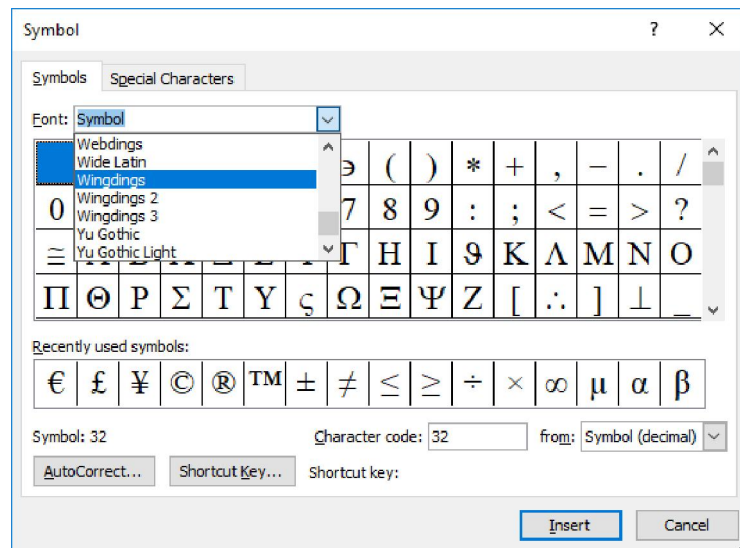 Symbol ? ×
Symbols Special Characters
Font: Symbol
Webdings
Wide Latin
Wingdings
Wingdings 2
Wingdings 3
Yu Gothic
Yu Gothic Light
϶ ( ) * + , − . /
0 7 8 9 : ; < = > ?
≅ Γ Η Ι ϑ Κ Λ Μ Ν Ο
Π Θ Ρ Σ Τ Υ ς Ω Ξ Ψ Ζ [ ∴ ] ⊥ _
Recently used symbols:
€ £ ¥ © ® ™ ± ≠ ≤ ≥ ÷ × ∞ µ α β
Symbol: 32 Character code: 32 from: Symbol (decimal)
AutoCorrect... Shortcut Key... Shortcut key:
Insert Cancel